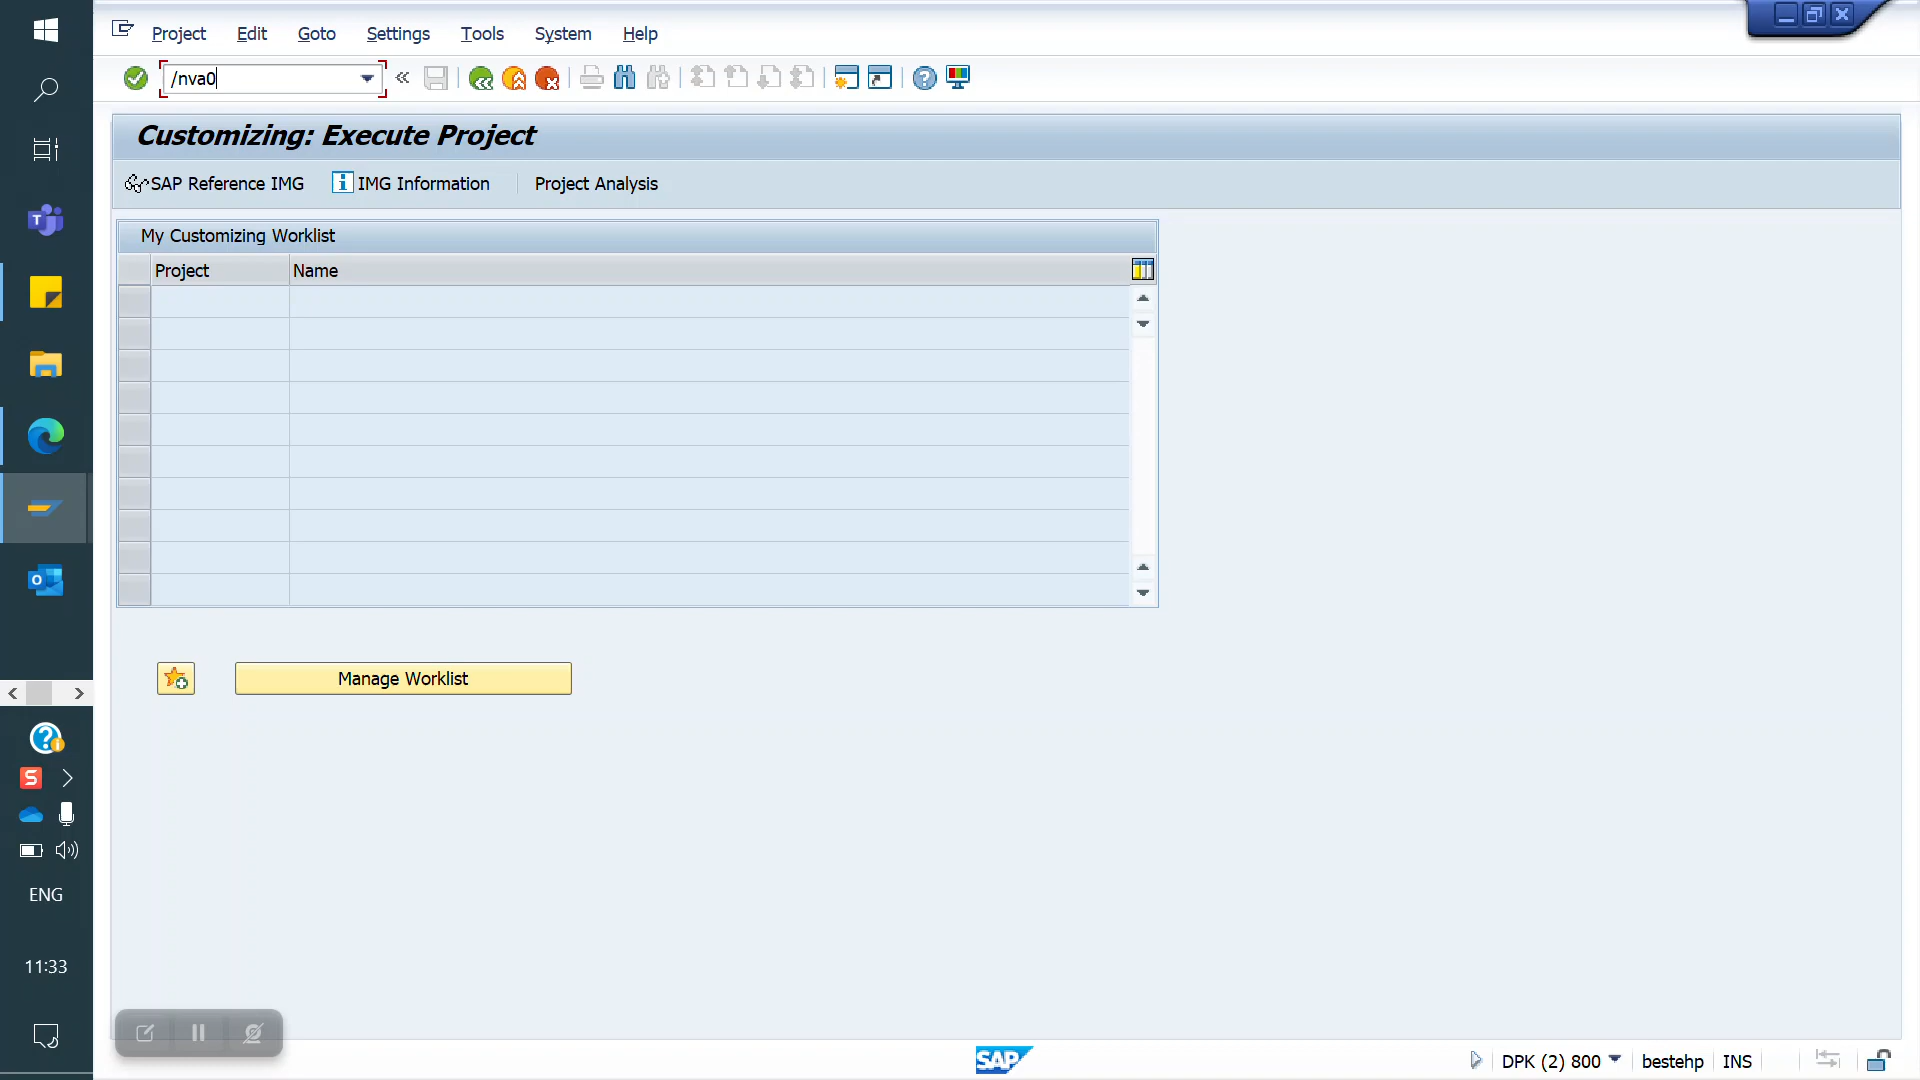 Project Edit Goto Settings Tools System Help
/nva0
Customizing: Execute Project
SAP Reference IMG IMG Information Project Analysis
My Customizing Worklist
Project Name
Manage Worklist
ENG
11:33
SAP DPK (2) 800 bestehp INS